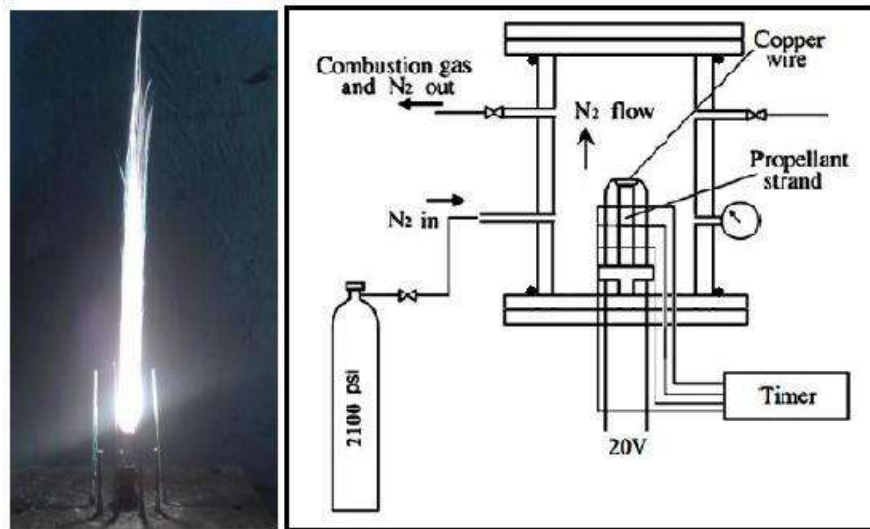 Copper
wire
Combustion gas
and N₂ out
N₂ flow
Propellant
strand
N₂ in
2100 psi
Timer
20V